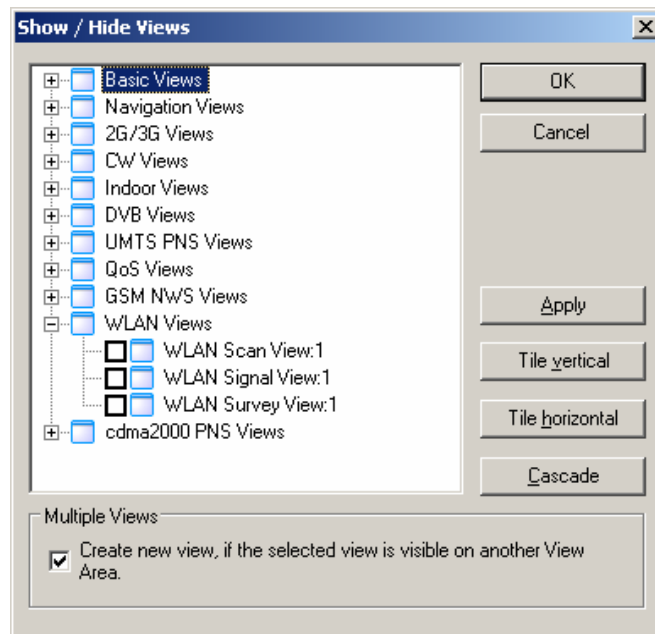 Show / Hide Views
Basic Views
Navigation Views
2G/3G Views
CW Views
Indoor Views
DVB Views
UMTS PNS Views
QoS Views
GSM NWS Views
WLAN Views
WLAN Scan View:1
WLAN Signal View:1
WLAN Survey View:1
cdma2000 PNS Views
OK
Cancel
Apply
Tile vertical
Tile horizontal
Cascade
Multiple Views
Create new view, if the selected view is visible on another View
Area.